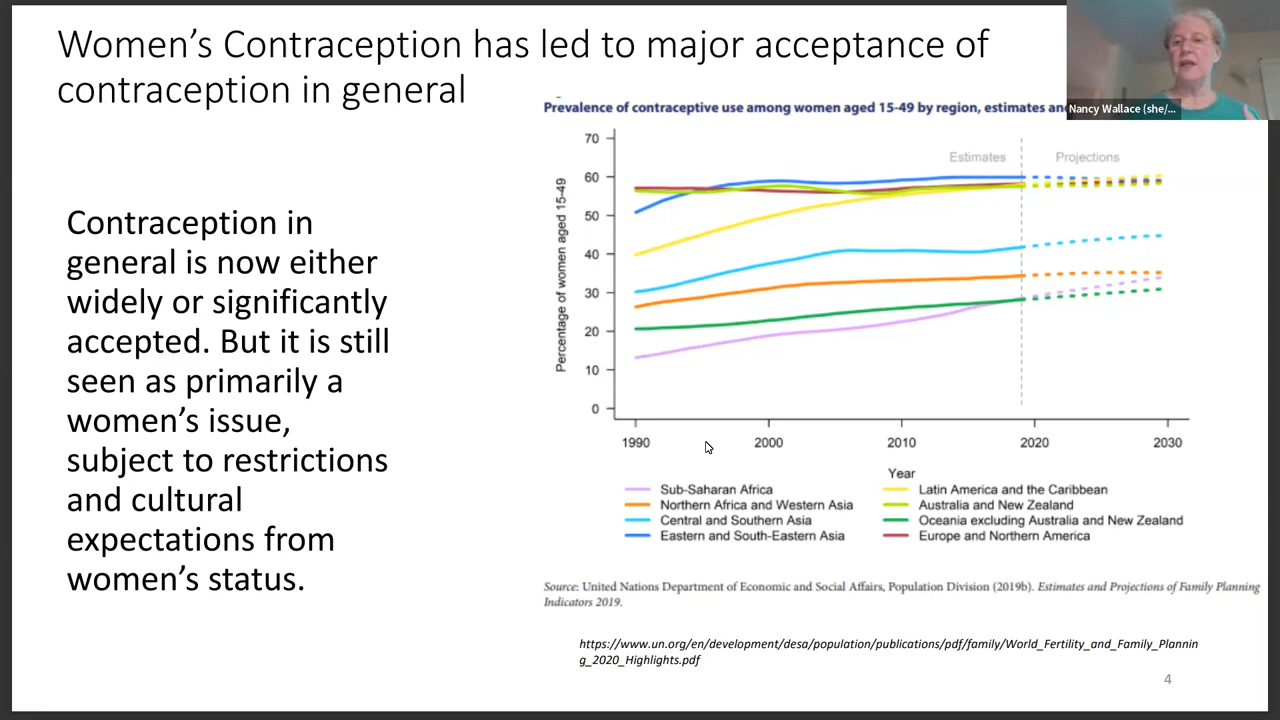 Women's Contraception has led to major acceptance of
contraception in general
Nancy Wallace (she/...
Prevalence of contraceptive use among women aged 15-49 by region, estimates an
Contraception in
general is now either
widely or significantly
accepted. But it is still
seen as primarily a
women's issue,
subject to restrictions
and cultural
expectations from
women's status.
Percentage of women aged 15-49
70
60
50
40
30
20
10
0
Estimates
Projections
1990
2000
2010
2020
2030
Year
Sub-Saharan Africa
Northern Africa and Western Asia
Central and Southern Asia
Eastern and South-Eastern Asia
Latin America and the Caribbean
Australia and New Zealand
Oceania excluding Australia and New Zealand
Europe and Northern America
Source: United Nations Department of Economic and Social Affairs, Population Division (2019b). Estimates and Projections of Family Planning
Indicators 2019.
https://www.un.org/en/development/desa/population/publications/pdf/family/World_Fertility_and_Family_Plannin
g_2020_Highlights.pdf
4